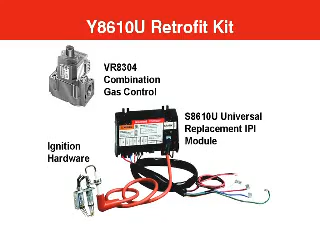 Y8610U Retrofit Kit
VR8304
Combination
Gas Control
S8610U Universal
Replacement IPI
Module
Ignition
Hardware